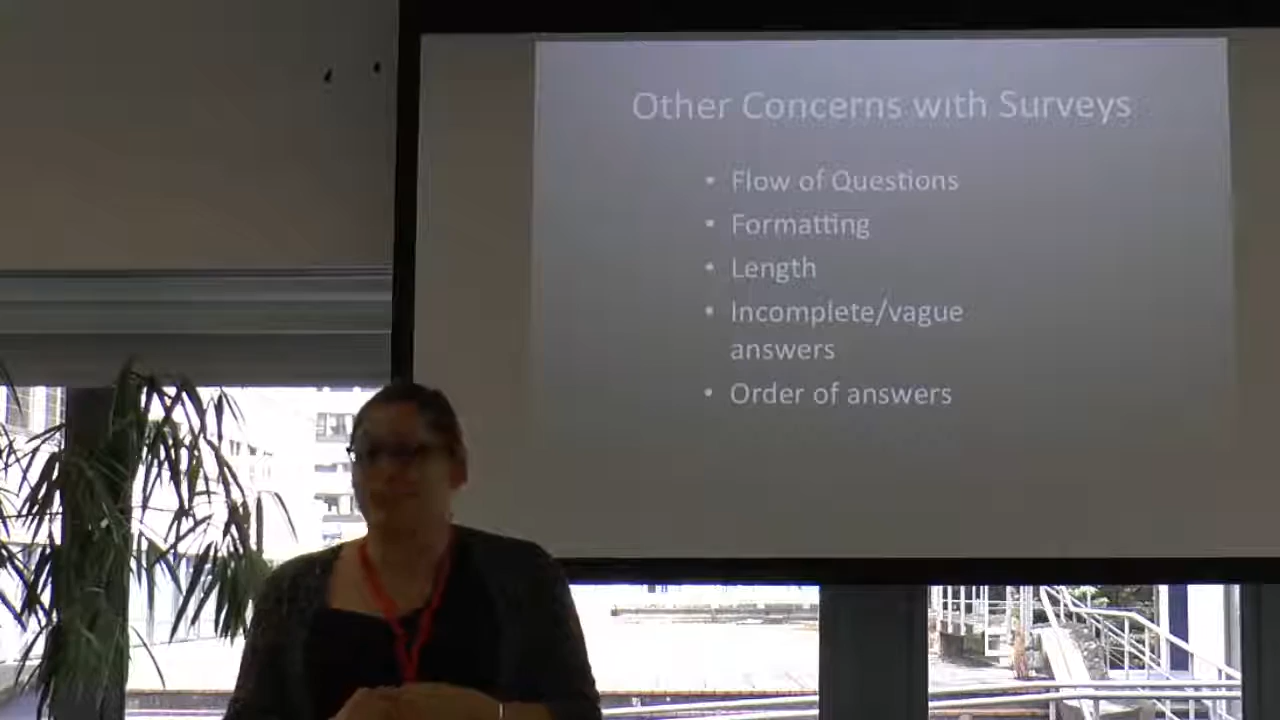 Other Concerns with Surveys
• Flow of Questions
• Formatting
• Length
• Incomplete/vague
answers
• Order of answers